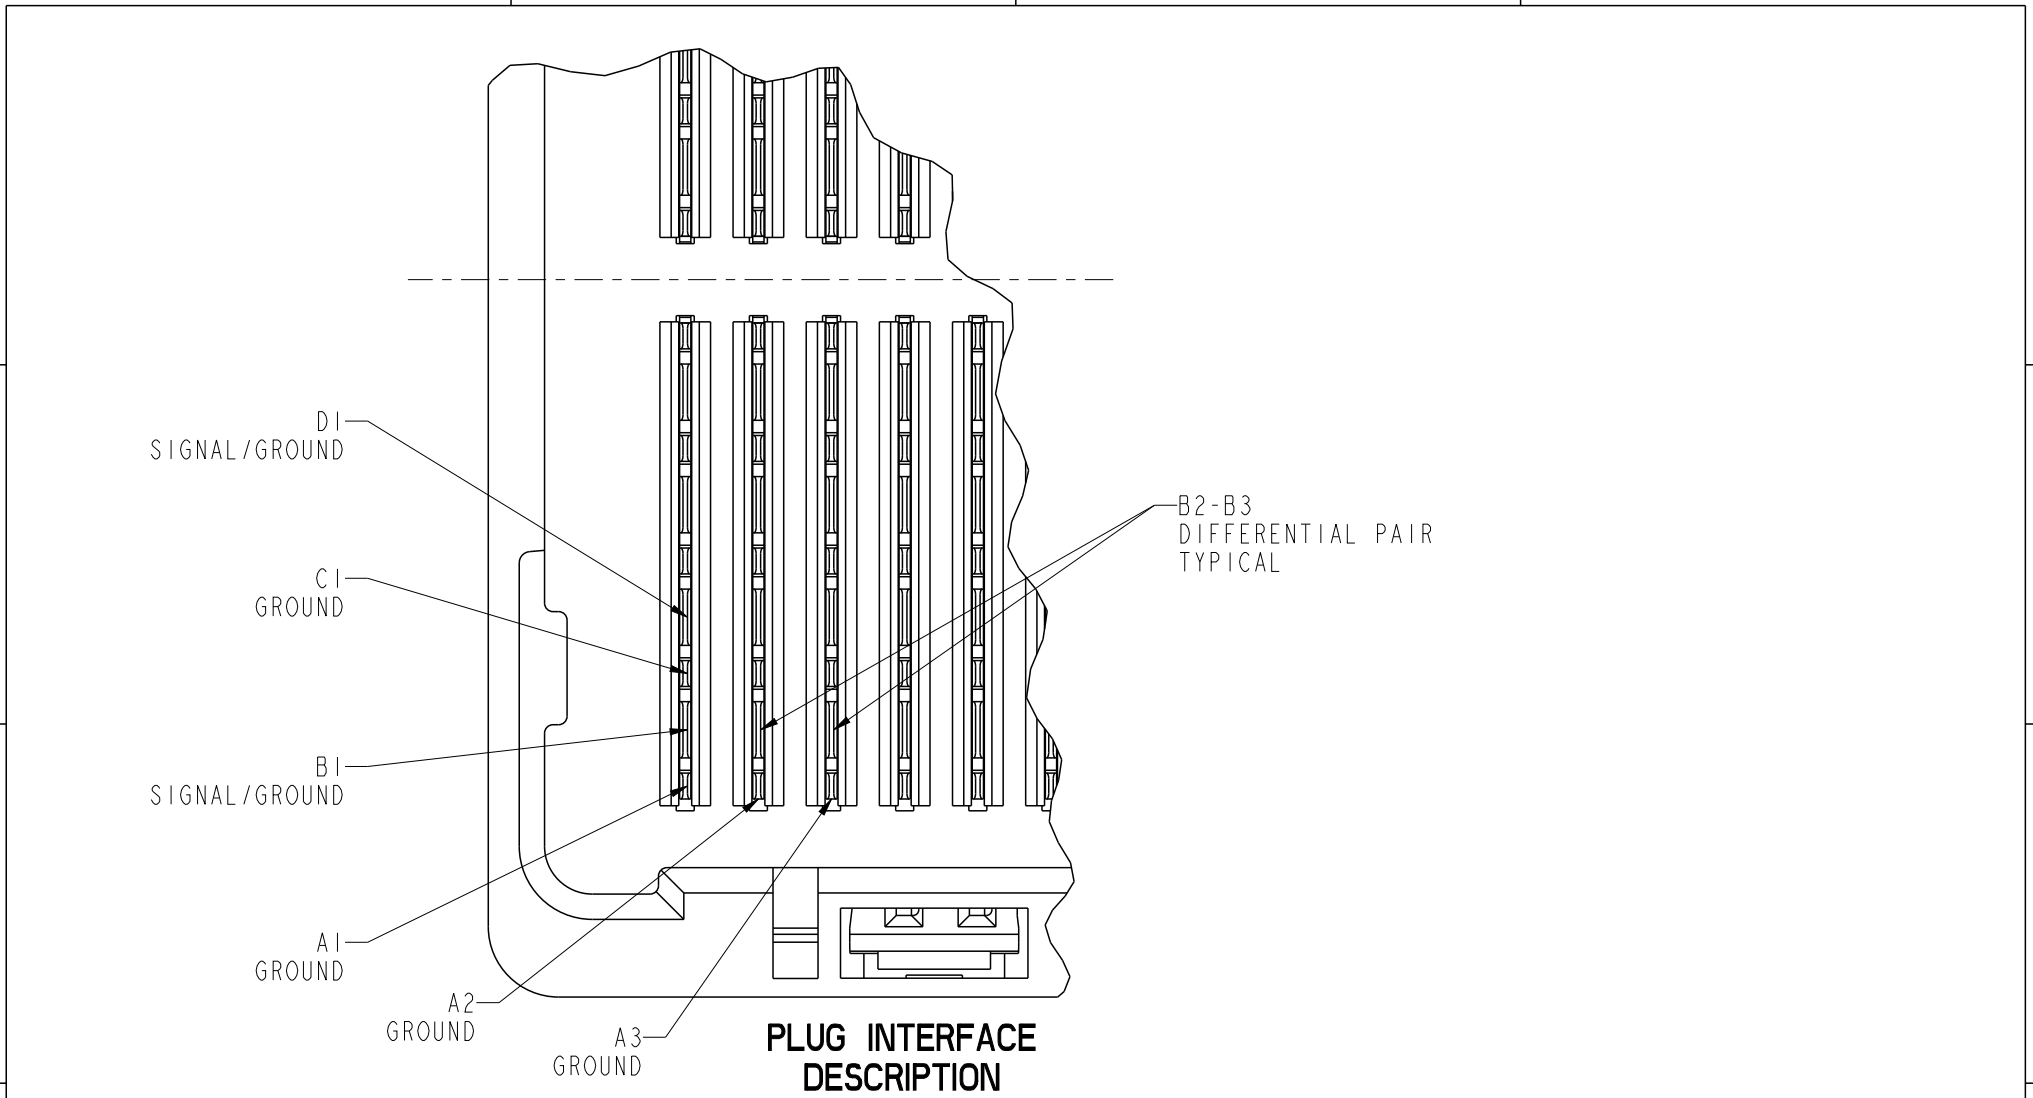 D1
SIGNAL/GROUND
C1
GROUND
B1
SIGNAL/GROUND
A1
GROUND
A2
GROUND
A3
GROUND
B2-B3
DIFFERENTIAL PAIR
TYPICAL
PLUG INTERFACE
DESCRIPTION